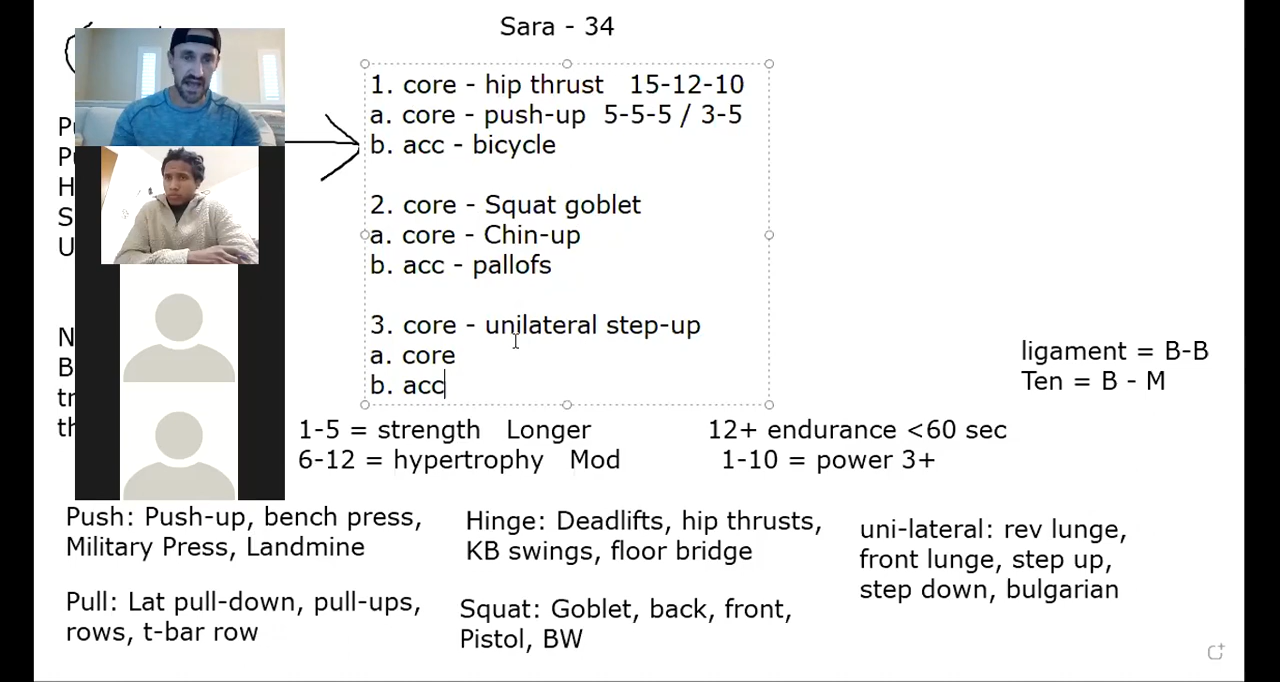 Sara - 34
1. core - hip thrust 15-12-10
a. core - push-up 5-5-5 / 3-5
b. acc - bicycle
2. core - Squat goblet
a. core - Chin-up
b. acc - pallofs
3. core - unilateral step-up
a. core
b. acc
ligament = B-B
Ten = B - M
1-5 = strength Longer
6-12 = hypertrophy Mod
12+ endurance <60 sec
1-10 = power 3+
Push: Push-up, bench press,
Military Press, Landmine
Pull: Lat pull-down, pull-ups,
rows, t-bar row
Hinge: Deadlifts, hip thrusts,
KB swings, floor bridge
Squat: Goblet, back, front,
Pistol, BW
uni-lateral: rev lunge,
front lunge, step up,
step down, bulgarian